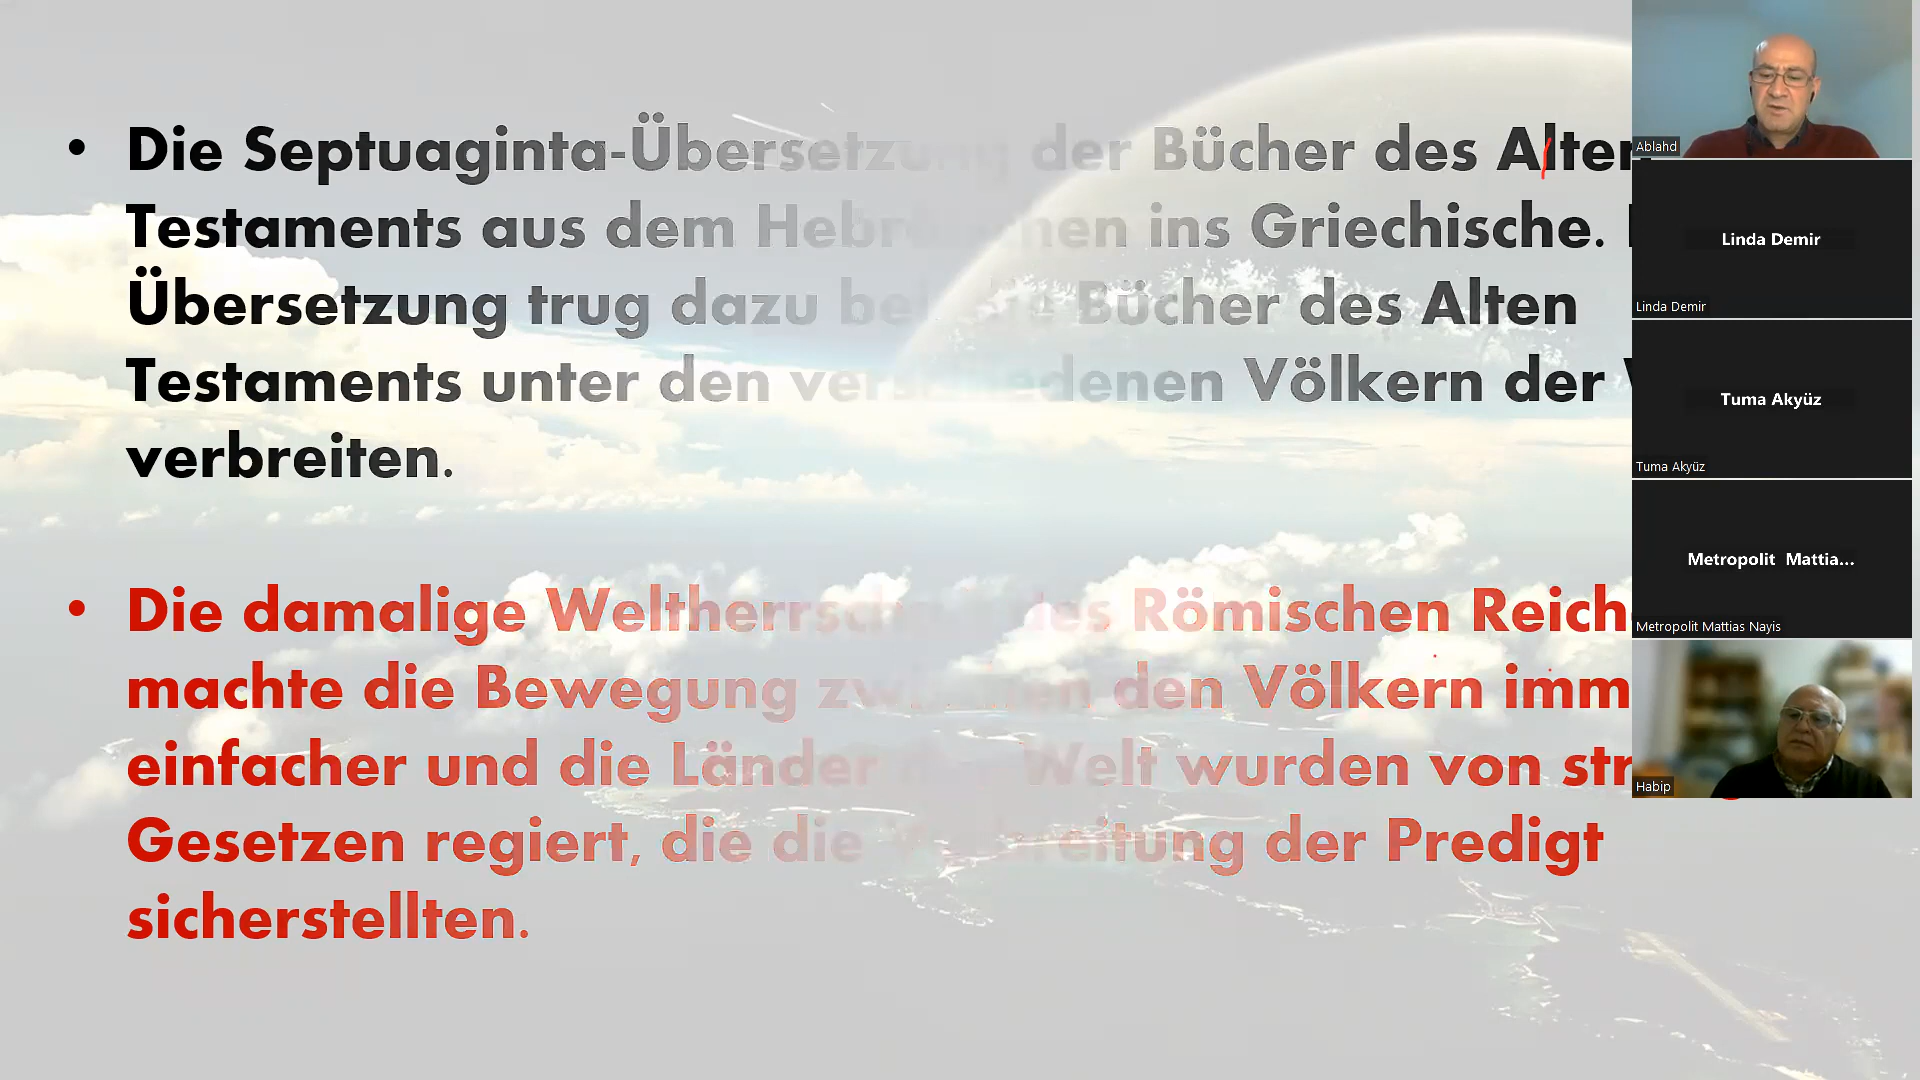 • Die Septuaginta-Übersetzung der Bücher des Alten
Testaments aus dem Hebräischen ins Griechische.
Übersetzung trug dazu bei, die Bücher des Alten
Testaments unter den verschiedenen Völkern der
verbreiten.
• Die damalige Weltherrschaft des Römischen
machte die Bewegung zwischen den Völkern
einfacher und die Länder der Welt wurden von
Gesetzen regiert, die die Verbreitung der Predigt
sicherstellten.
Ablahd
Linda Demir
Linda Demir
Tuma Akyüz
Tuma Akyüz
Metropolit Mattia...
Metropolit Mattias Nayis
Habip